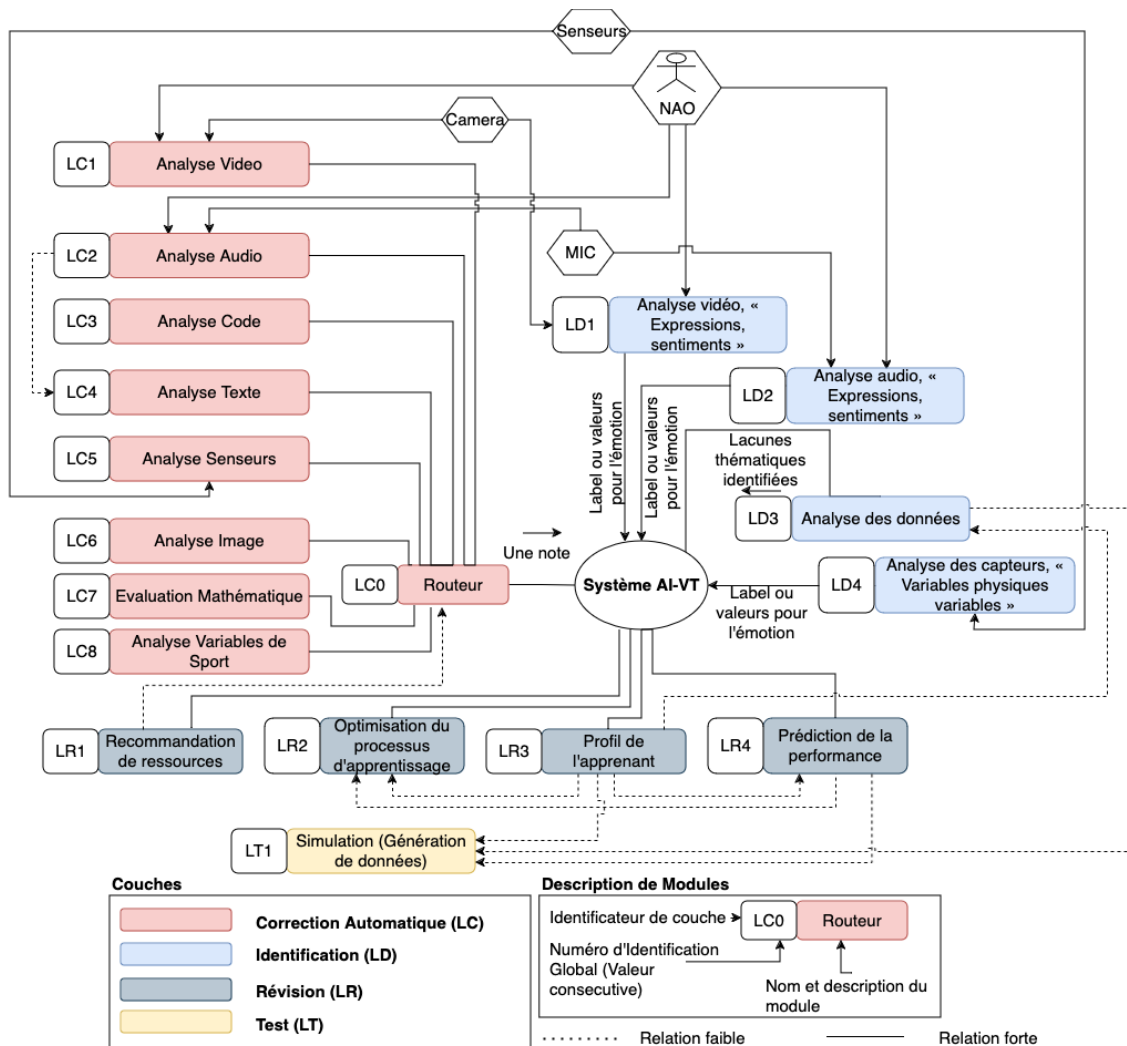 Senseurs
NAO
Camera
LC1
Analyse Video
LC2
Analyse Audio
MIC
LC3
Analyse Code
LD1
Analyse vidéo, «
Expressions,
sentiments »
LC4
Analyse Texte
LD2
Analyse audio, «
Expressions,
sentiments »
Label ou valeurs
pour l'émotion
Label ou valeurs
pour l'émotion
LC5
Analyse Senseurs
Lacunes
thématiques
identifiées
LD3
Analyse des données
LC6
Analyse Image
Une note
LC0
Routeur
Système AI-VT
LD4
Analyse des capteurs, «
Variables physiques
variables »
Label ou
valeurs pour
l'émotion
LC7
Evaluation Mathématique
LC8
Analyse Variables de
Sport
LR1
Recommandation
de ressources
LR2
Optimisation du
processus
d'apprentissage
LR3
Profil de
l'apprenant
LR4
Prédiction de la
performance
LT1
Simulation (Génération
de données)
Couches
Correction Automatique (LC)
Identification (LD)
Révision (LR)
Test (LT)
Description de Modules
Identificateur de couche
LC0
Routeur
Numéro d'Identification
Global (Valeur
consecutive)
Nom et description du
module
Relation faible
Relation forte